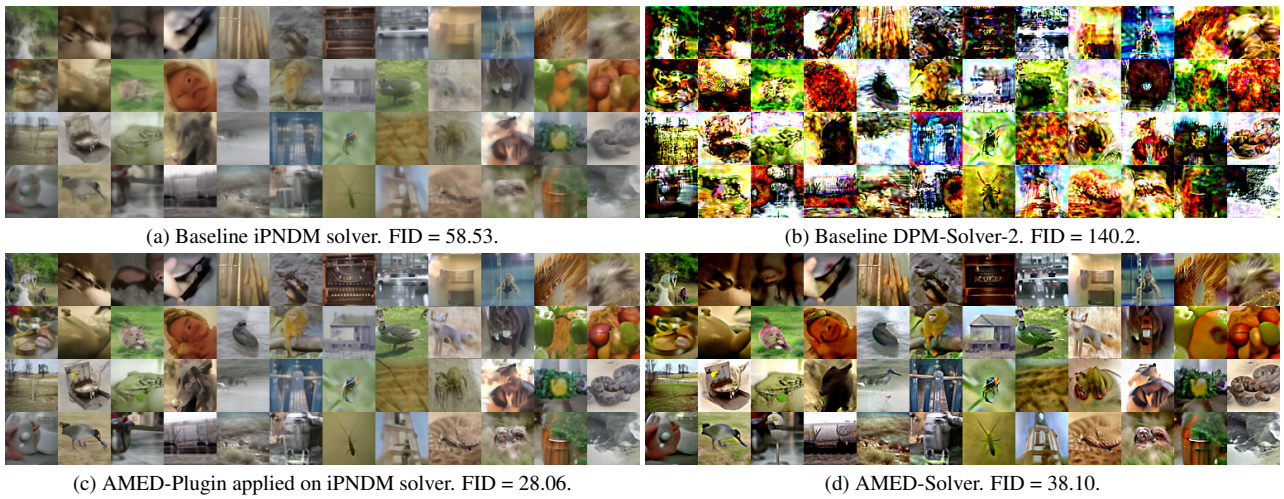 (a) Baseline iPNDM solver. FID = 58.53.
(b) Baseline DPM-Solver-2. FID = 140.2.
(c) AMED-Plugin applied on iPNDM solver. FID = 28.06.
(d) AMED-Solver. FID = 38.10.